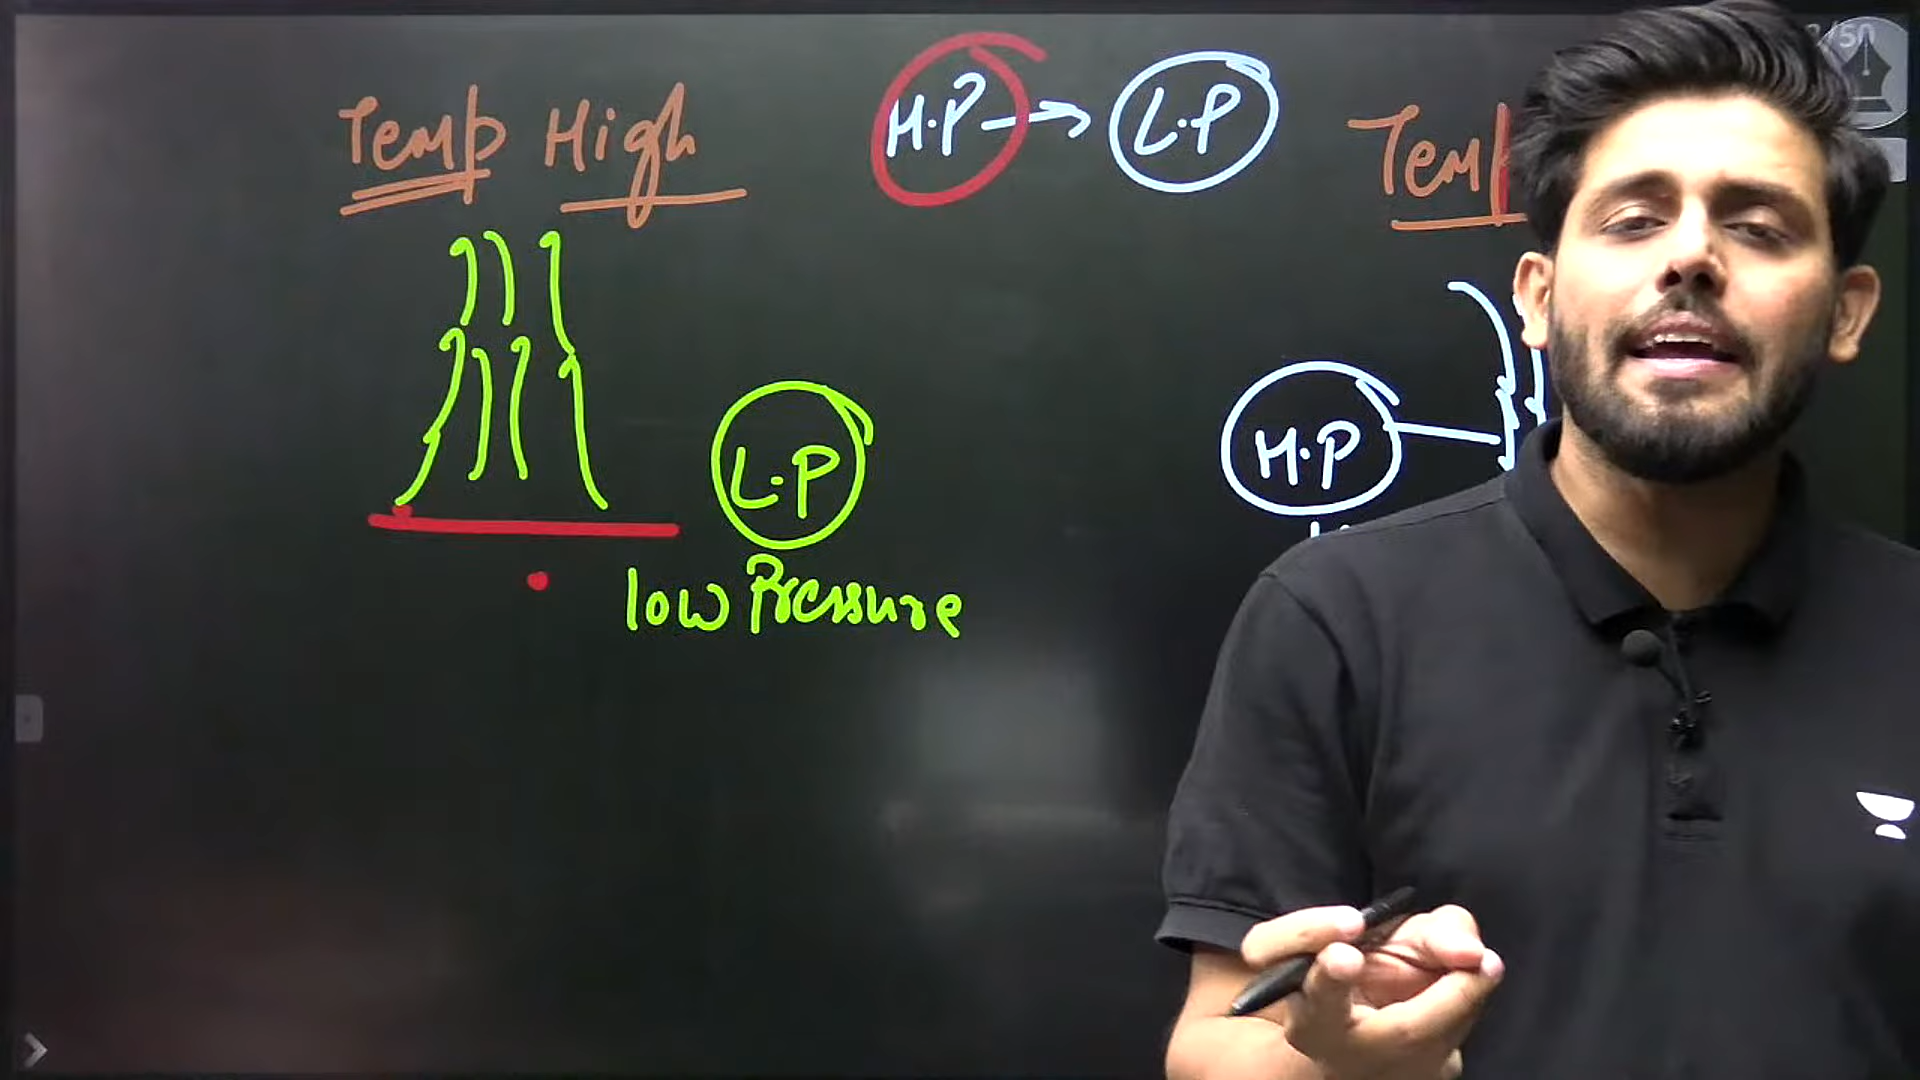 H.P → L.P
Temp High
L.P
low Pressure
H.P